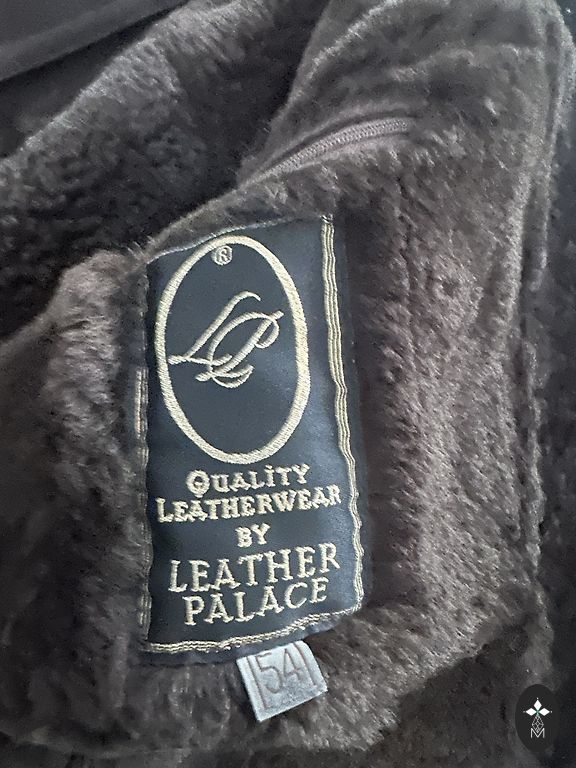 ®
LP
QUALITY
LEATHERWEAR
BY
LEATHER
PALACE
54
M